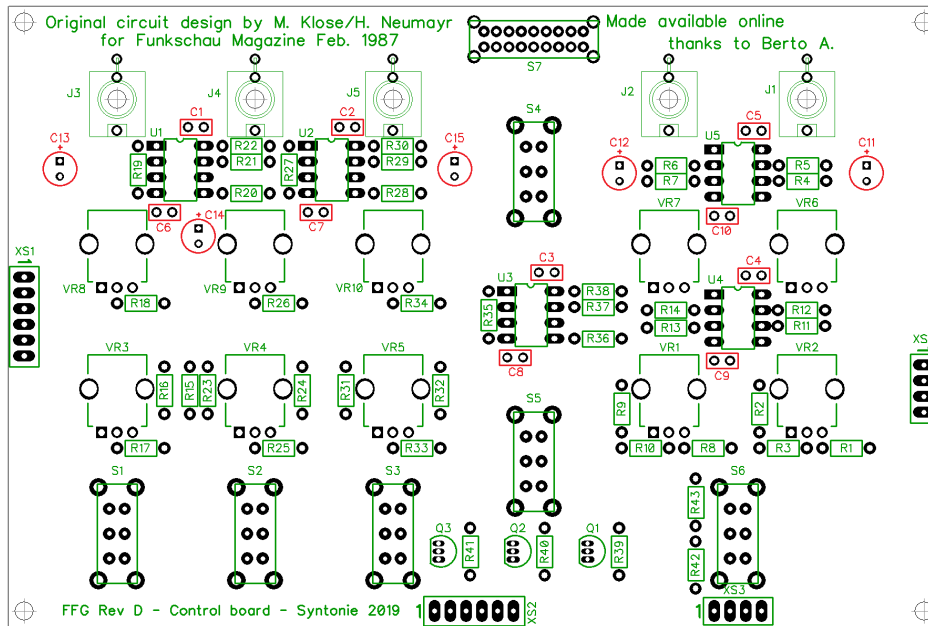 Original circuit design by M. Klose/H. Neumayr
for Funkschau Magazine Feb. 1987
Made available online
thanks to Berto A.
S7
J3
J4
J5
J2
J1
S4
C1
C2
C5
C13
U1
U2
C15
C12
U5
C11
R19
R22
R21
R20
R27
R30
R29
R28
R6
R7
R5
R4
C6
+ C14
C7
C10
VR7
VR6
XS1
1
VR8
VR9
VR10
C3
C4
U3
U4
R18
R26
R34
R35
R38
R37
R36
R14
R13
R12
R11
XS
1
VR3
VR4
VR5
C8
VR1
VR2
C9
R16
R15
R23
R24
R31
R32
R9
R2
S5
R17
R25
R33
R10
R8
R3
R1
S1
S2
S3
S6
R43
R42
Q3
Q2
Q1
R41
R40
R39
FFG Rev D - Control board - Syntonie 2019
1
XS2
XS3
1